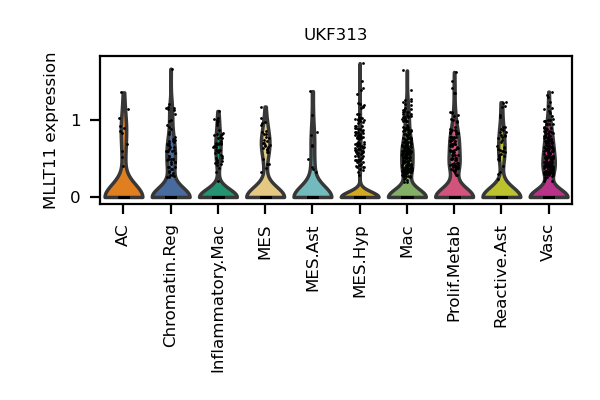 UKF313
MLLT11 expression
1
0
AC
Chromatin.Reg
Inflammatory.Mac
MES
MES.Ast
MES.Hyp
Mac
Prolif.Metab
Reactive.Ast
Vasc